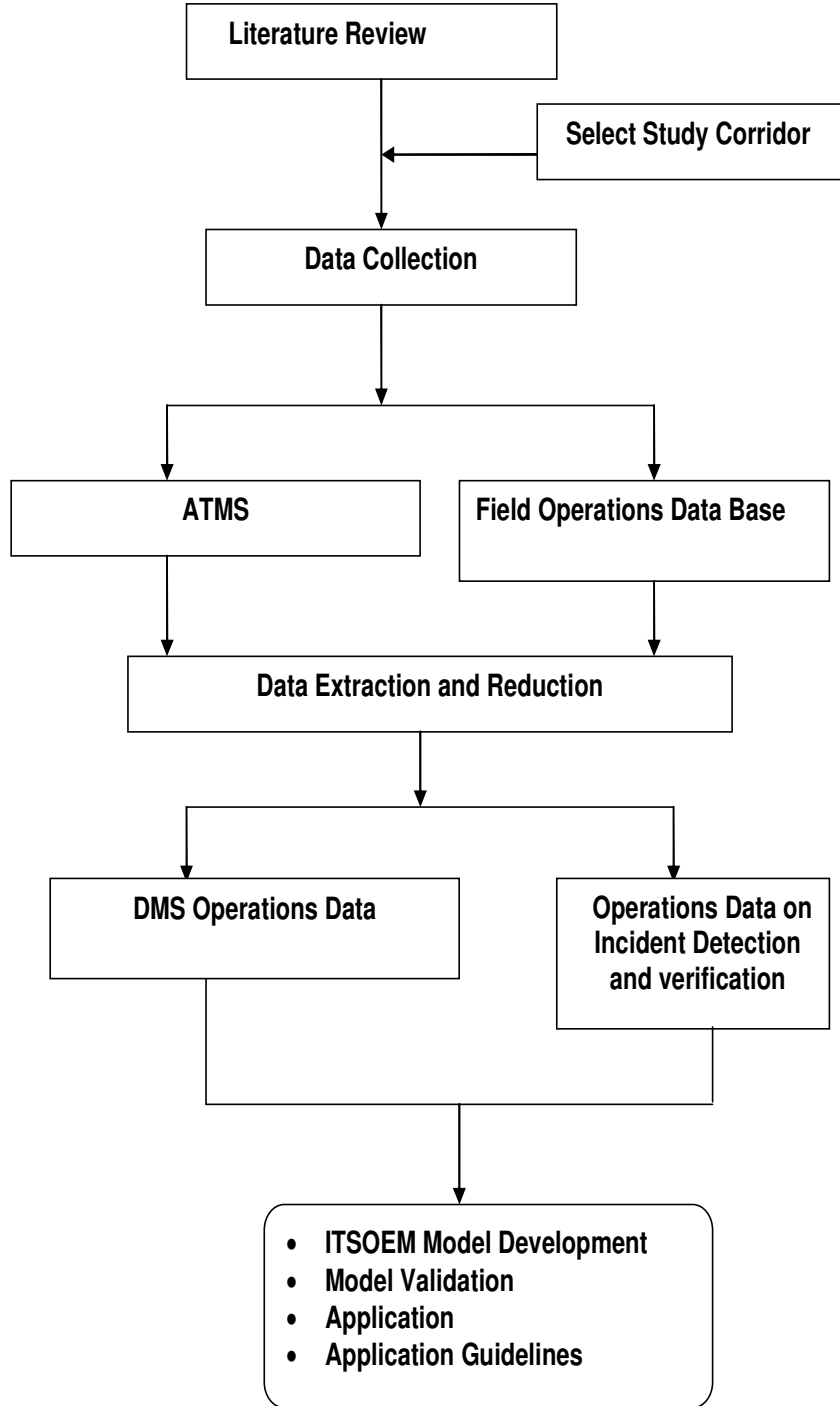 Literature Review
Select Study Corridor
Data Collection
ATMS
Field Operations Data Base
Data Extraction and Reduction
DMS Operations Data
Operations Data on
Incident Detection
and verification
• ITSOEM Model Development
• Model Validation
• Application
• Application Guidelines